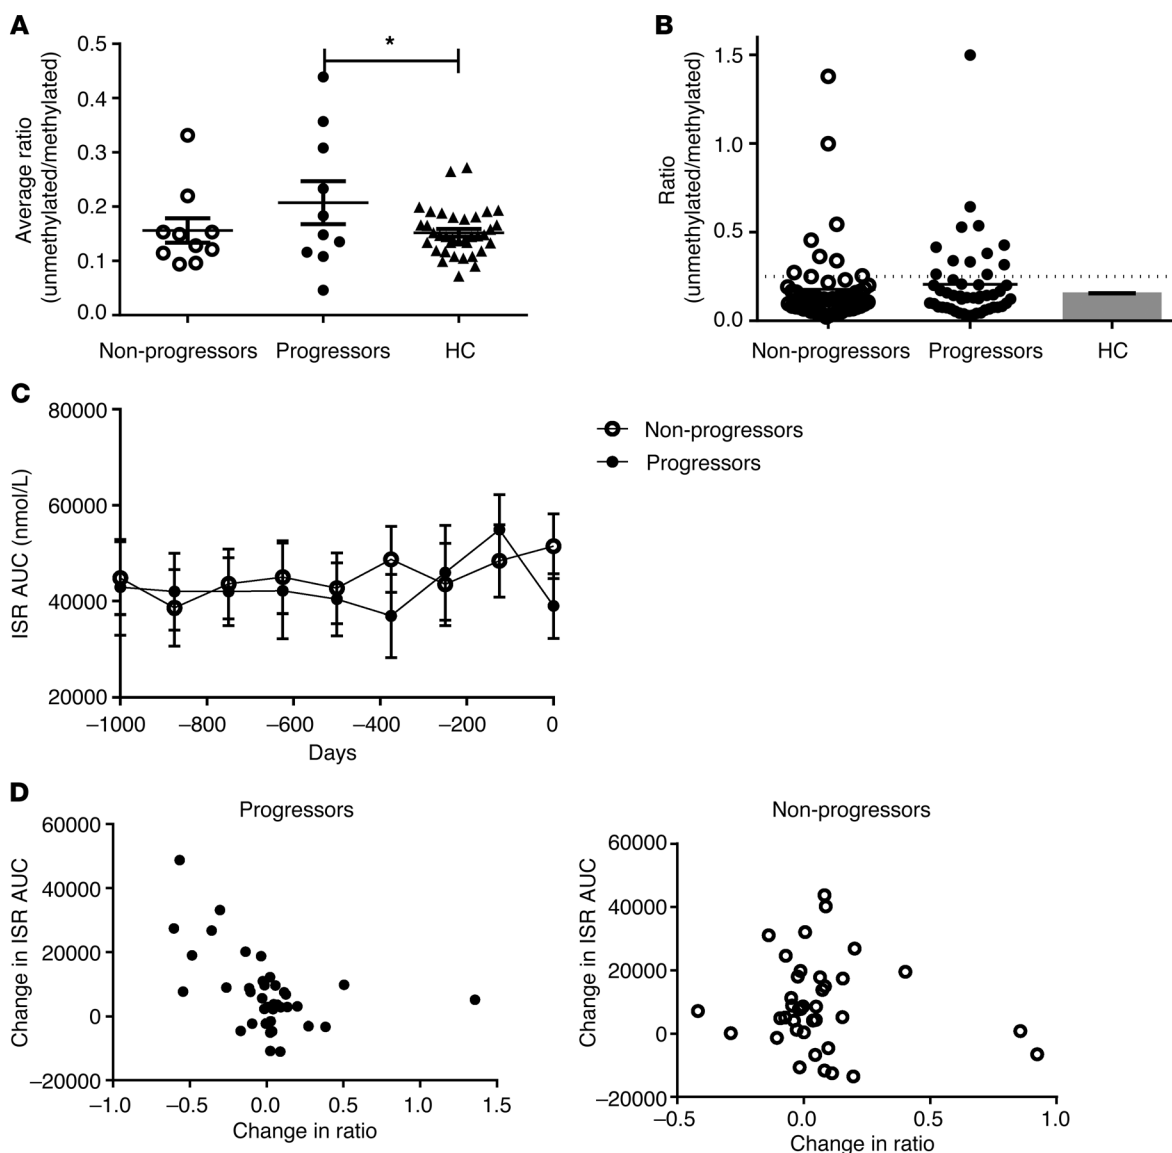 A
Average ratio
(unmethylated/methylated)
0.5
0.4
0.3
0.2
0.1
0.0
*
Non-progressors
Progressors
HC
B
Ratio
(unmethylated/methylated)
1.5
1.0
0.5
0.0
Non-progressors
Progressors
HC
C
ISR AUC (nmol/L)
80000
60000
40000
20000
–1000
–800
–600
–400
–200
0
Days
Non-progressors
Progressors
D
Progressors
Change in ISR AUC
60000
40000
20000
0
–20000
–1.0
–0.5
0.0
0.5
1.0
1.5
Change in ratio
Non-progressors
Change in ISR AUC
60000
40000
20000
0
–20000
–0.5
0.0
0.5
1.0
Change in ratio